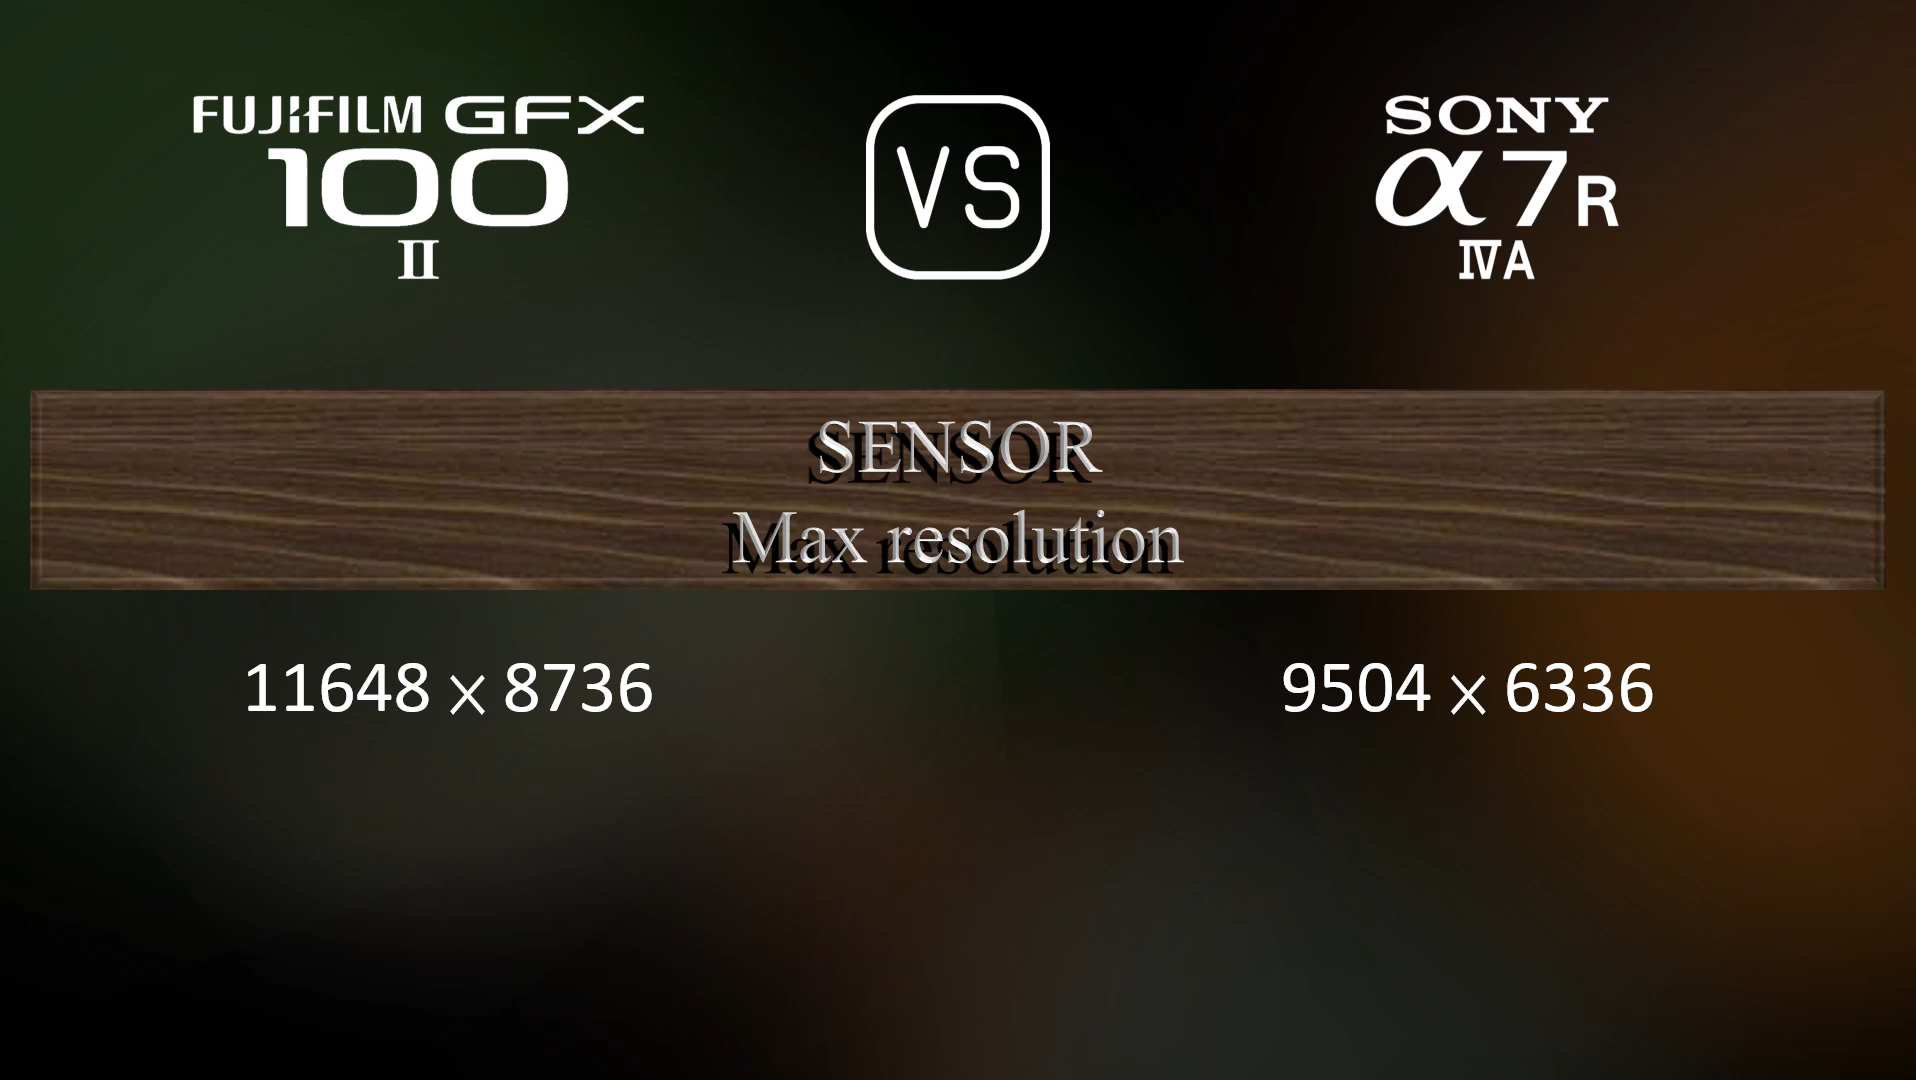 FUJIFILM GFX
100
II
VS
SONY
α7R
IVA
SENSOR
Max resolution
11648 x 8736
9504 x 6336